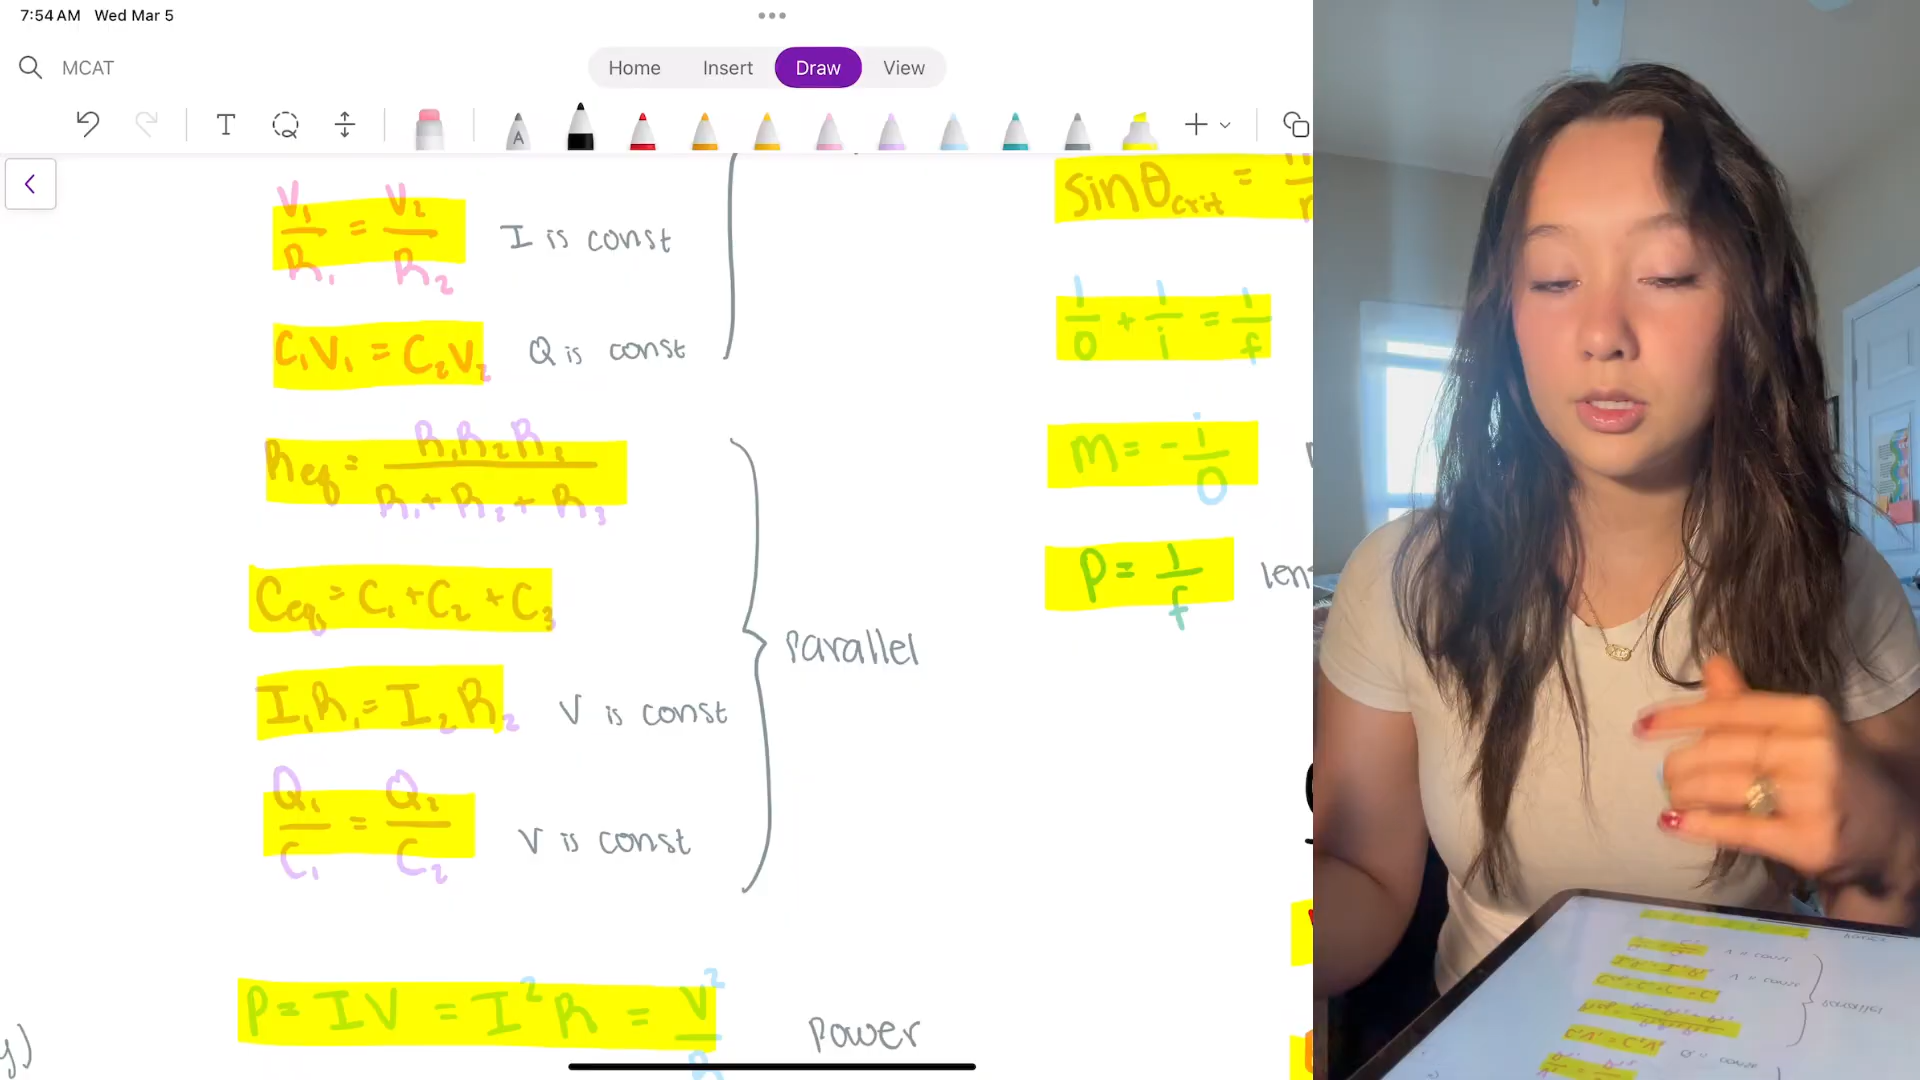 7:54 AM Wed Mar 5
MCAT
Home Insert Draw View
T
A
V₁/R₁ = V₂/R₂ I is const
C₁V₁ = C₂V₂ Q is const
Req = R₁R₂R₃/R₁+R₂+R₃
Ceq = C₁+C₂+C₃
I₁R₁ = I₂R₂ V is const
Q₁/C₁ = Q₂/C₂ V is const
Parallel
P = IV = I²R = V²/R Power
y)
sinθcrit =
1/o + 1/i = 1/f
m = -i/o
P = 1/f len